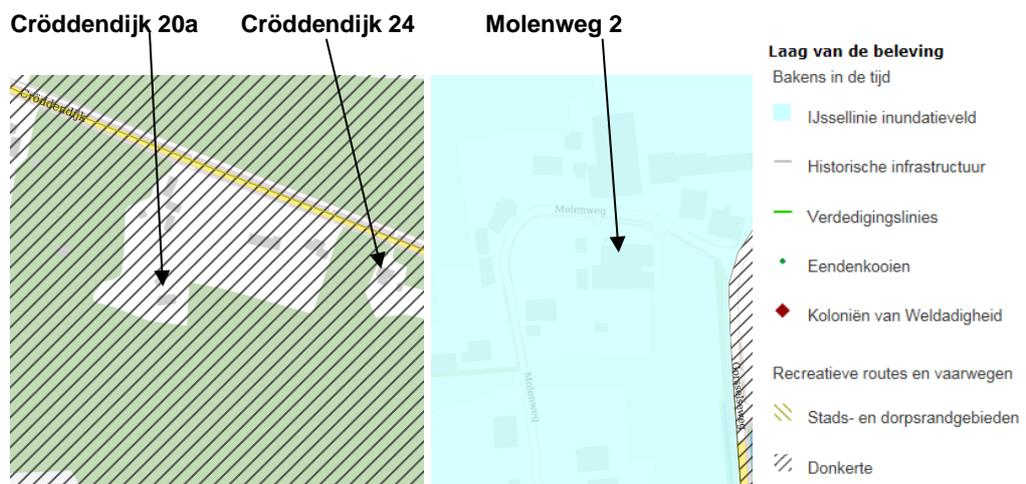 Cröddendijk 20a Cröddendijk 24 Molenweg 2
Cröddendijk
Molenweg
Molenweg
Gorsselseweg
Laag van de beleving
Bakens in de tijd
IJssellinie inundatieveld
Historische infrastructuur
Verdedigingslinies
Eendenkooien
Koloniën van Weldadigheid
Recreatieve routes en vaarwegen
Stads- en dorpsrandgebieden
Donkerte